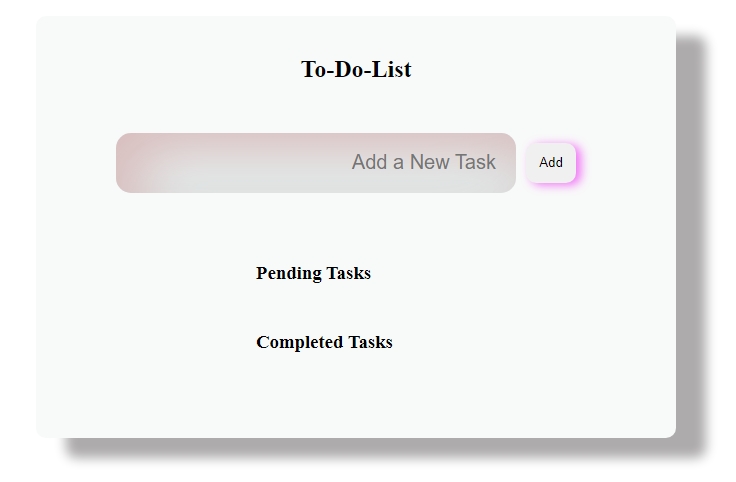 To-Do-List
Add a New Task
Add
Pending Tasks
Completed Tasks